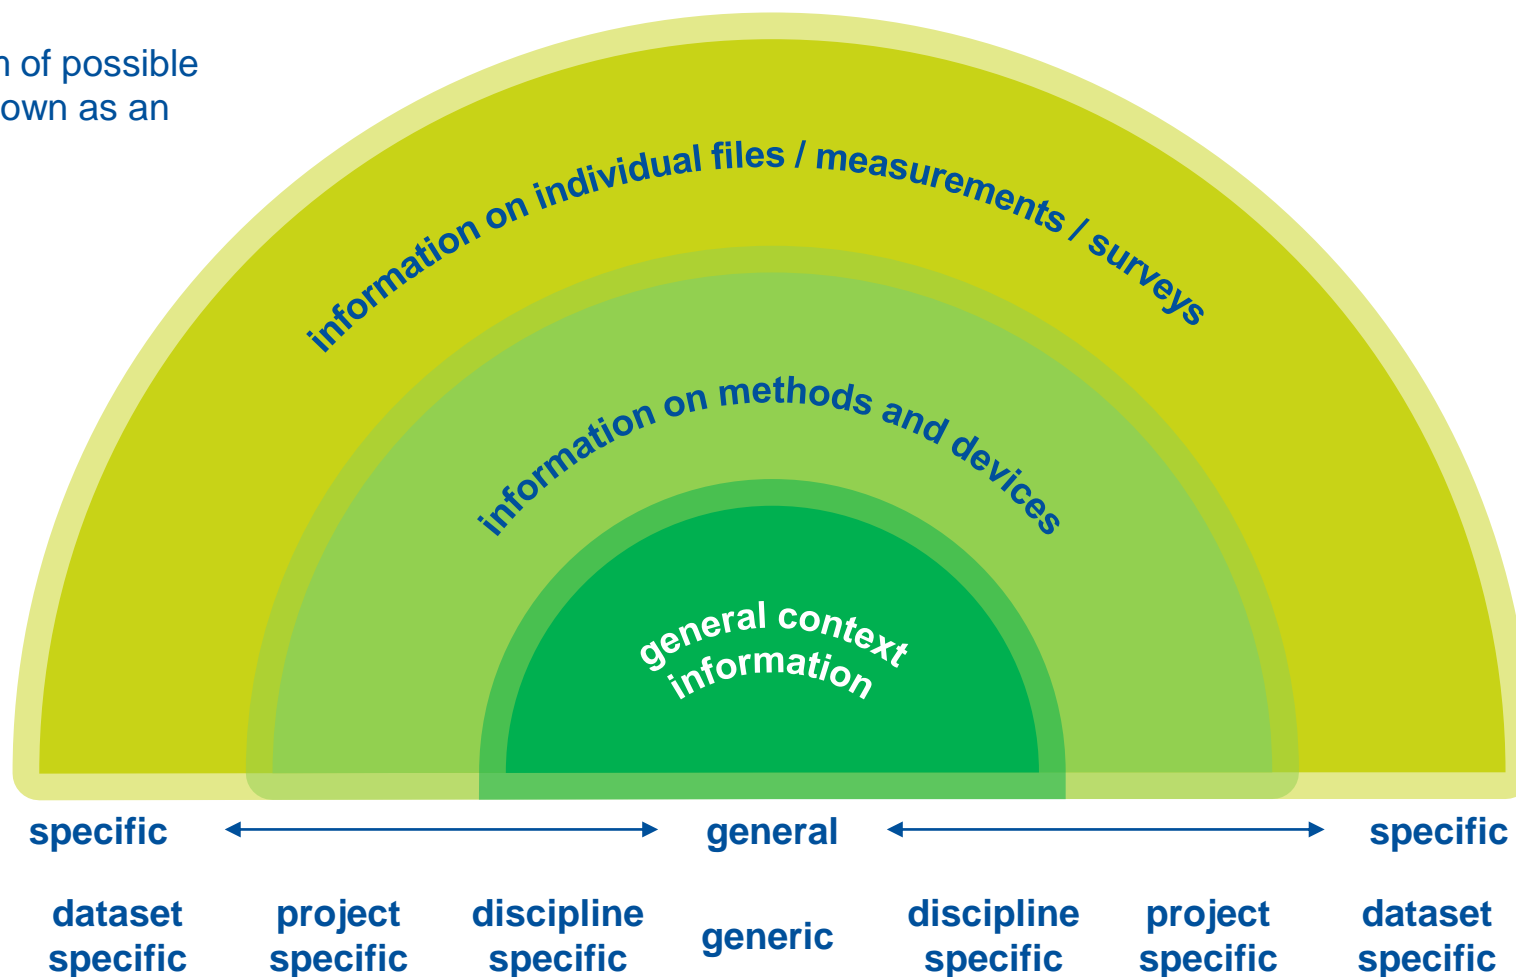 of possible
as an
information on individual files / measurements / surveys
information on methods and devices
general context
information
specific general specific
dataset project discipline generic discipline project dataset
specific specific specific specific specific specific